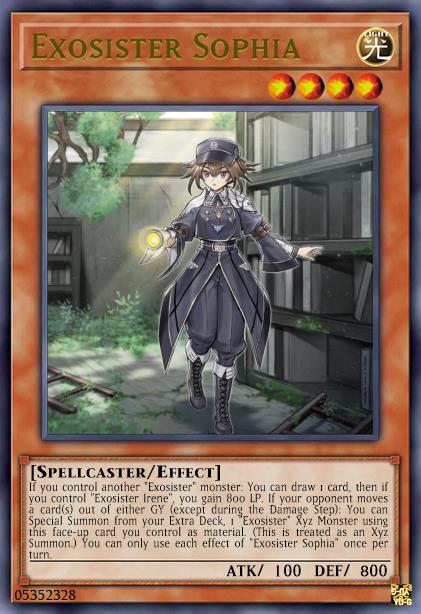 Exosister Sophia
LIGHT
光
[Spellcaster/Effect]
If you control another "Exosister" monster: You can draw 1 card, then if
you control "Exosister Irene", you gain 800 LP. If your opponent moves
a card(s) out of either GY (except during the Damage Step): You can
Special Summon from your Extra Deck, 1 "Exosister" Xyz Monster using
this face-up card you control as material. (This is treated as an Xyz
Summon.) You can only use each effect of "Exosister Sophia" once per
turn.
ATK/ 100 DEF/ 800
05352328